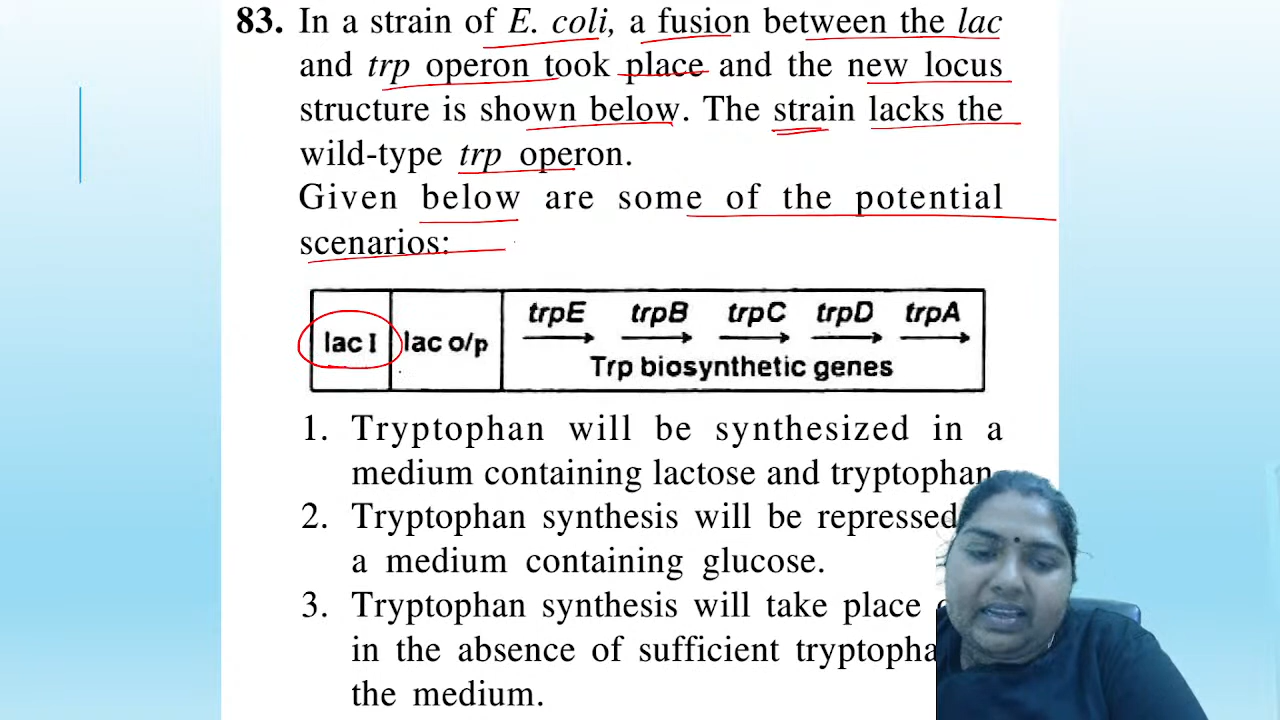 83. In a strain of E. coli, a fusion between the lac
and trp operon took place and the new locus
structure is shown below. The strain lacks the
wild-type trp operon.
Given below are some of the potential
scenarios:
lac I lac o/p trpE trpB trpC trpD trpA
Trp biosynthetic genes
1. Tryptophan will be synthesized in a
medium containing lactose and tryptophan
2. Tryptophan synthesis will be repressed
a medium containing glucose.
3. Tryptophan synthesis will take place
in the absence of sufficient
the medium.